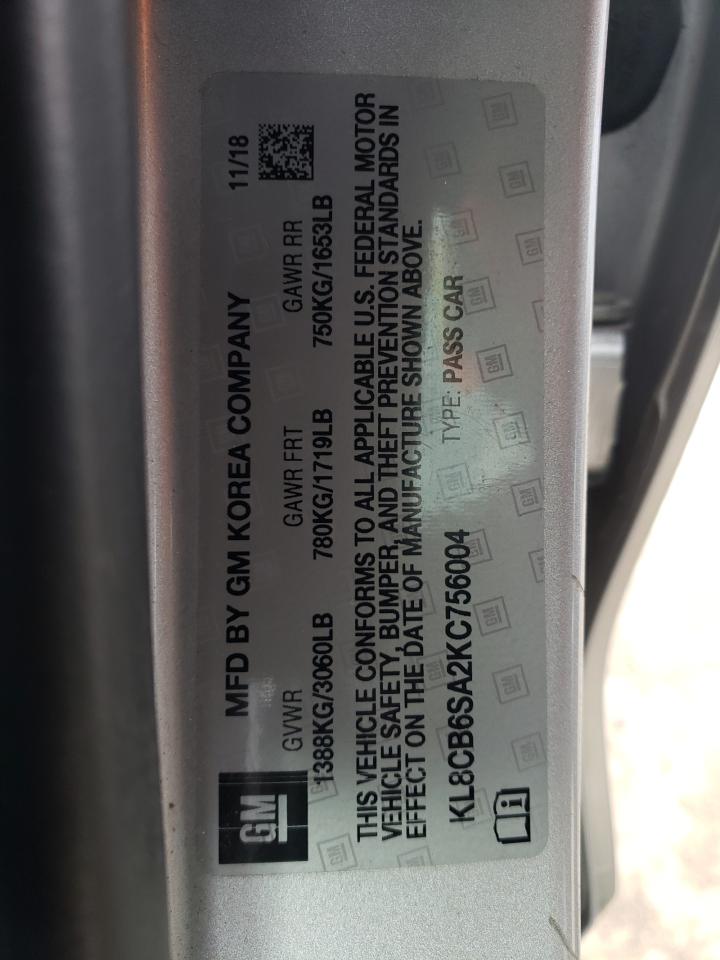 GM
MFD BY GM KOREA COMPANY 11/18
GVWR GAWR FRT GAWR RR
1388KG/3060LB 780KG/1719LB 750KG/1653LB
THIS VEHICLE CONFORMS TO ALL APPLICABLE U.S. FEDERAL MOTOR
VEHICLE SAFETY, BUMPER, AND THEFT PREVENTION STANDARDS IN
EFFECT ON THE DATE OF MANUFACTURE SHOWN ABOVE.
KL8CB6SA2KC756004 TYPE: PASS CAR